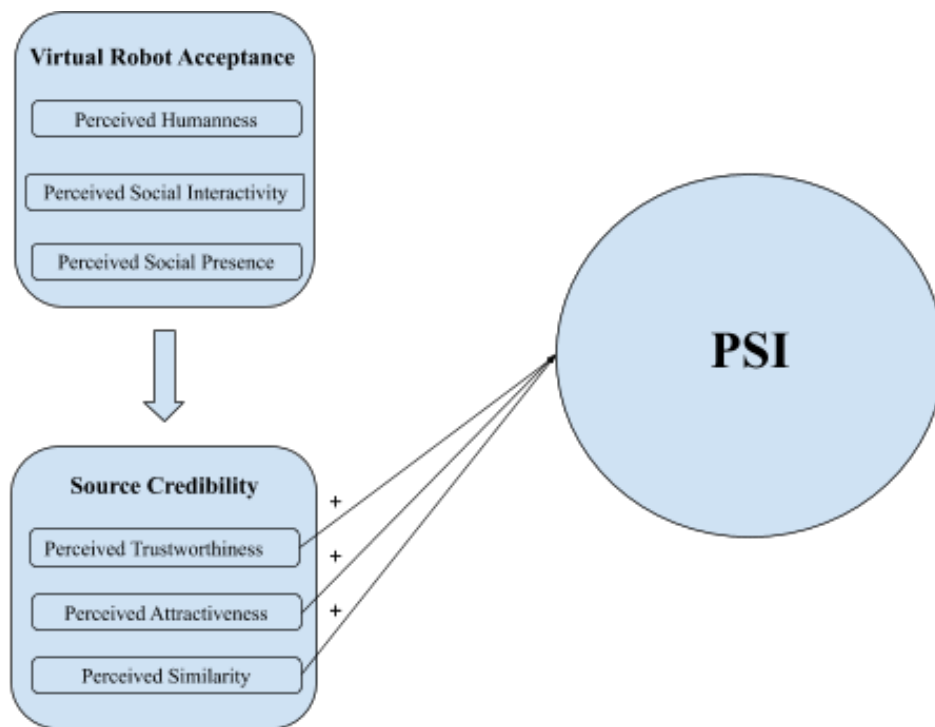 Virtual Robot Acceptance
Perceived Humanness
Perceived Social Interactivity
Perceived Social Presence
PSI
Source Credibility
+
Perceived Trustworthiness
+
Perceived Attractiveness
+
Perceived Similarity